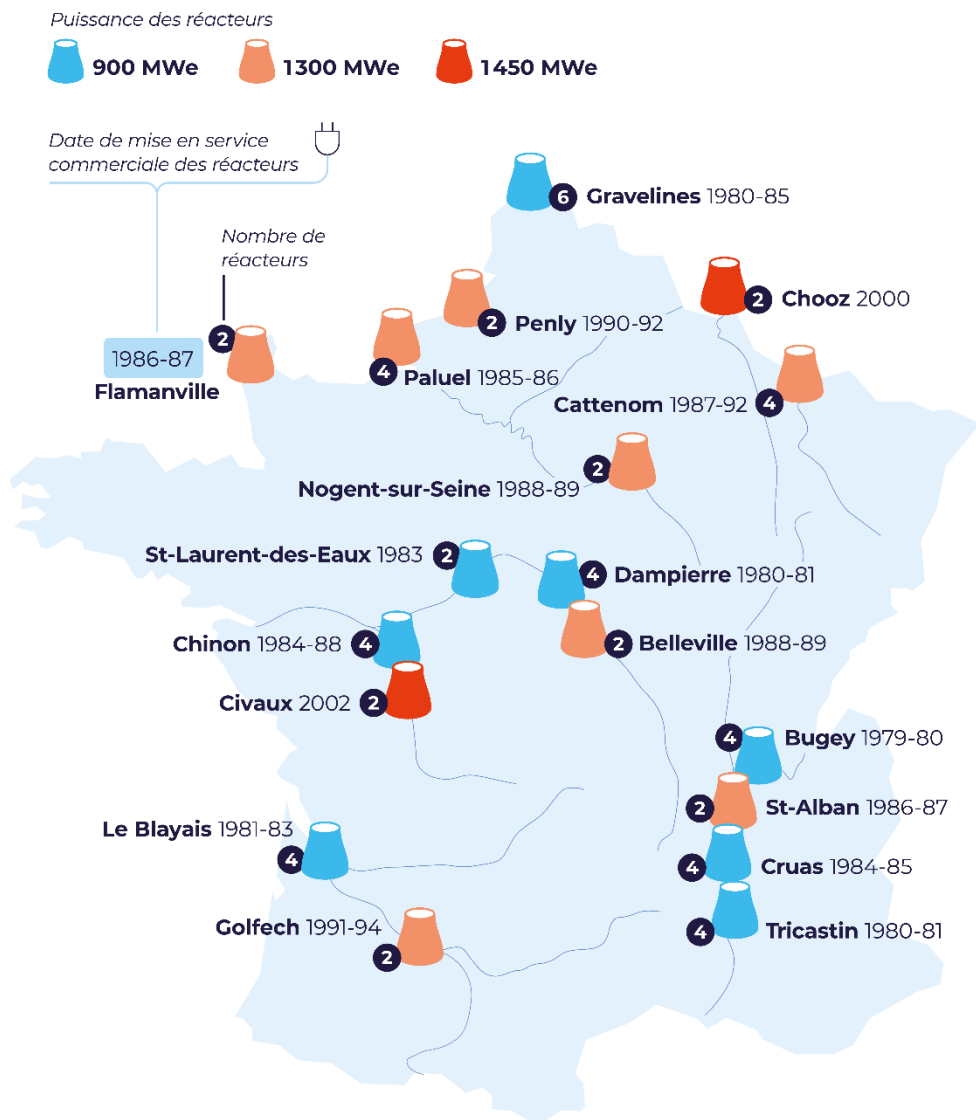 Puissance des réacteurs
900 MWe
1300 MWe
1450 MWe
Date de mise en service
commerciale des réacteurs
Nombre de
réacteurs
6 Gravelines 1980-85
2 Chooz 2000
2 Penly 1990-92
2
1986-87
Flamanville
4 Paluel 1985-86
Cattenom 1987-92 4
Nogent-sur-Seine 1988-89 2
St-Laurent-des-Eaux 1983 2
4 Dampierre 1980-81
Chinon 1984-88 4
2 Belleville 1988-89
Civaux 2002 2
4 Bugey 1979-80
2 St-Alban 1986-87
Le Blayais 1981-83
4
4 Cruas 1984-85
Golfech 1991-94
2
4 Tricastin 1980-81